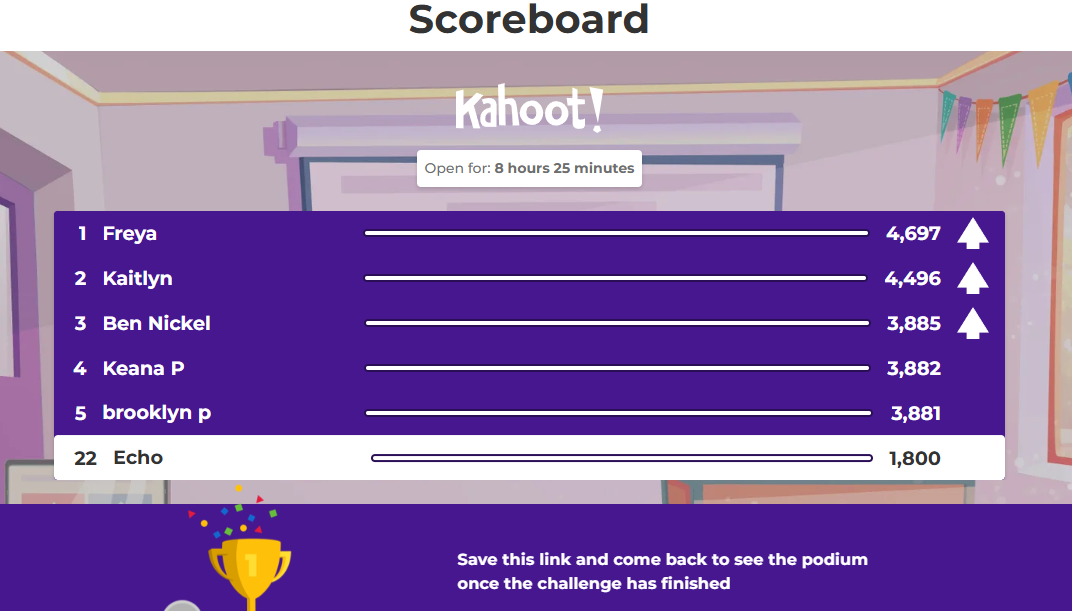 Scoreboard
Kahoot!
Open for: 8 hours 25 minutes
1 Freya 4,697
2 Kaitlyn 4,496
3 Ben Nickel 3,885
4 Keana P 3,882
5 brooklyn p 3,881
22 Echo 1,800
1
Save this link and come back to see the podium
once the challenge has finished